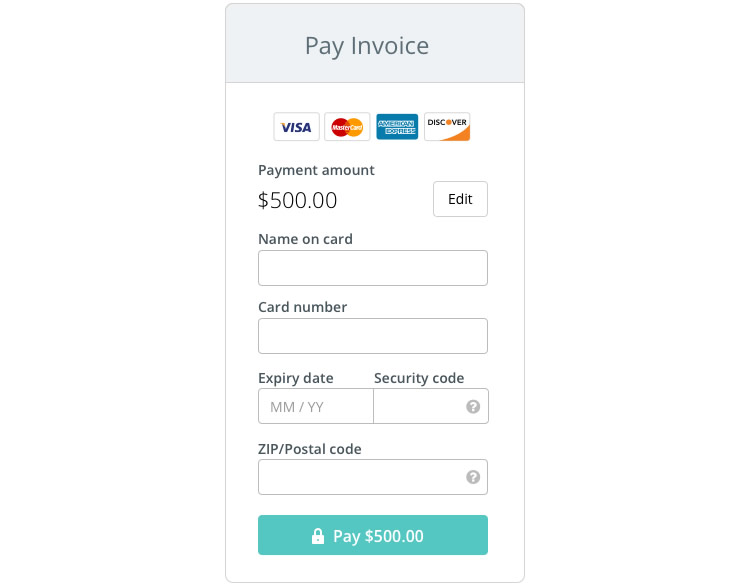 Pay Invoice
VISA MasterCard AMERICAN EXPRESS DISCOVER
Payment amount
$500.00 Edit
Name on card
Card number
Expiry date Security code
MM / YY ?
ZIP/Postal code
?
Pay $500.00